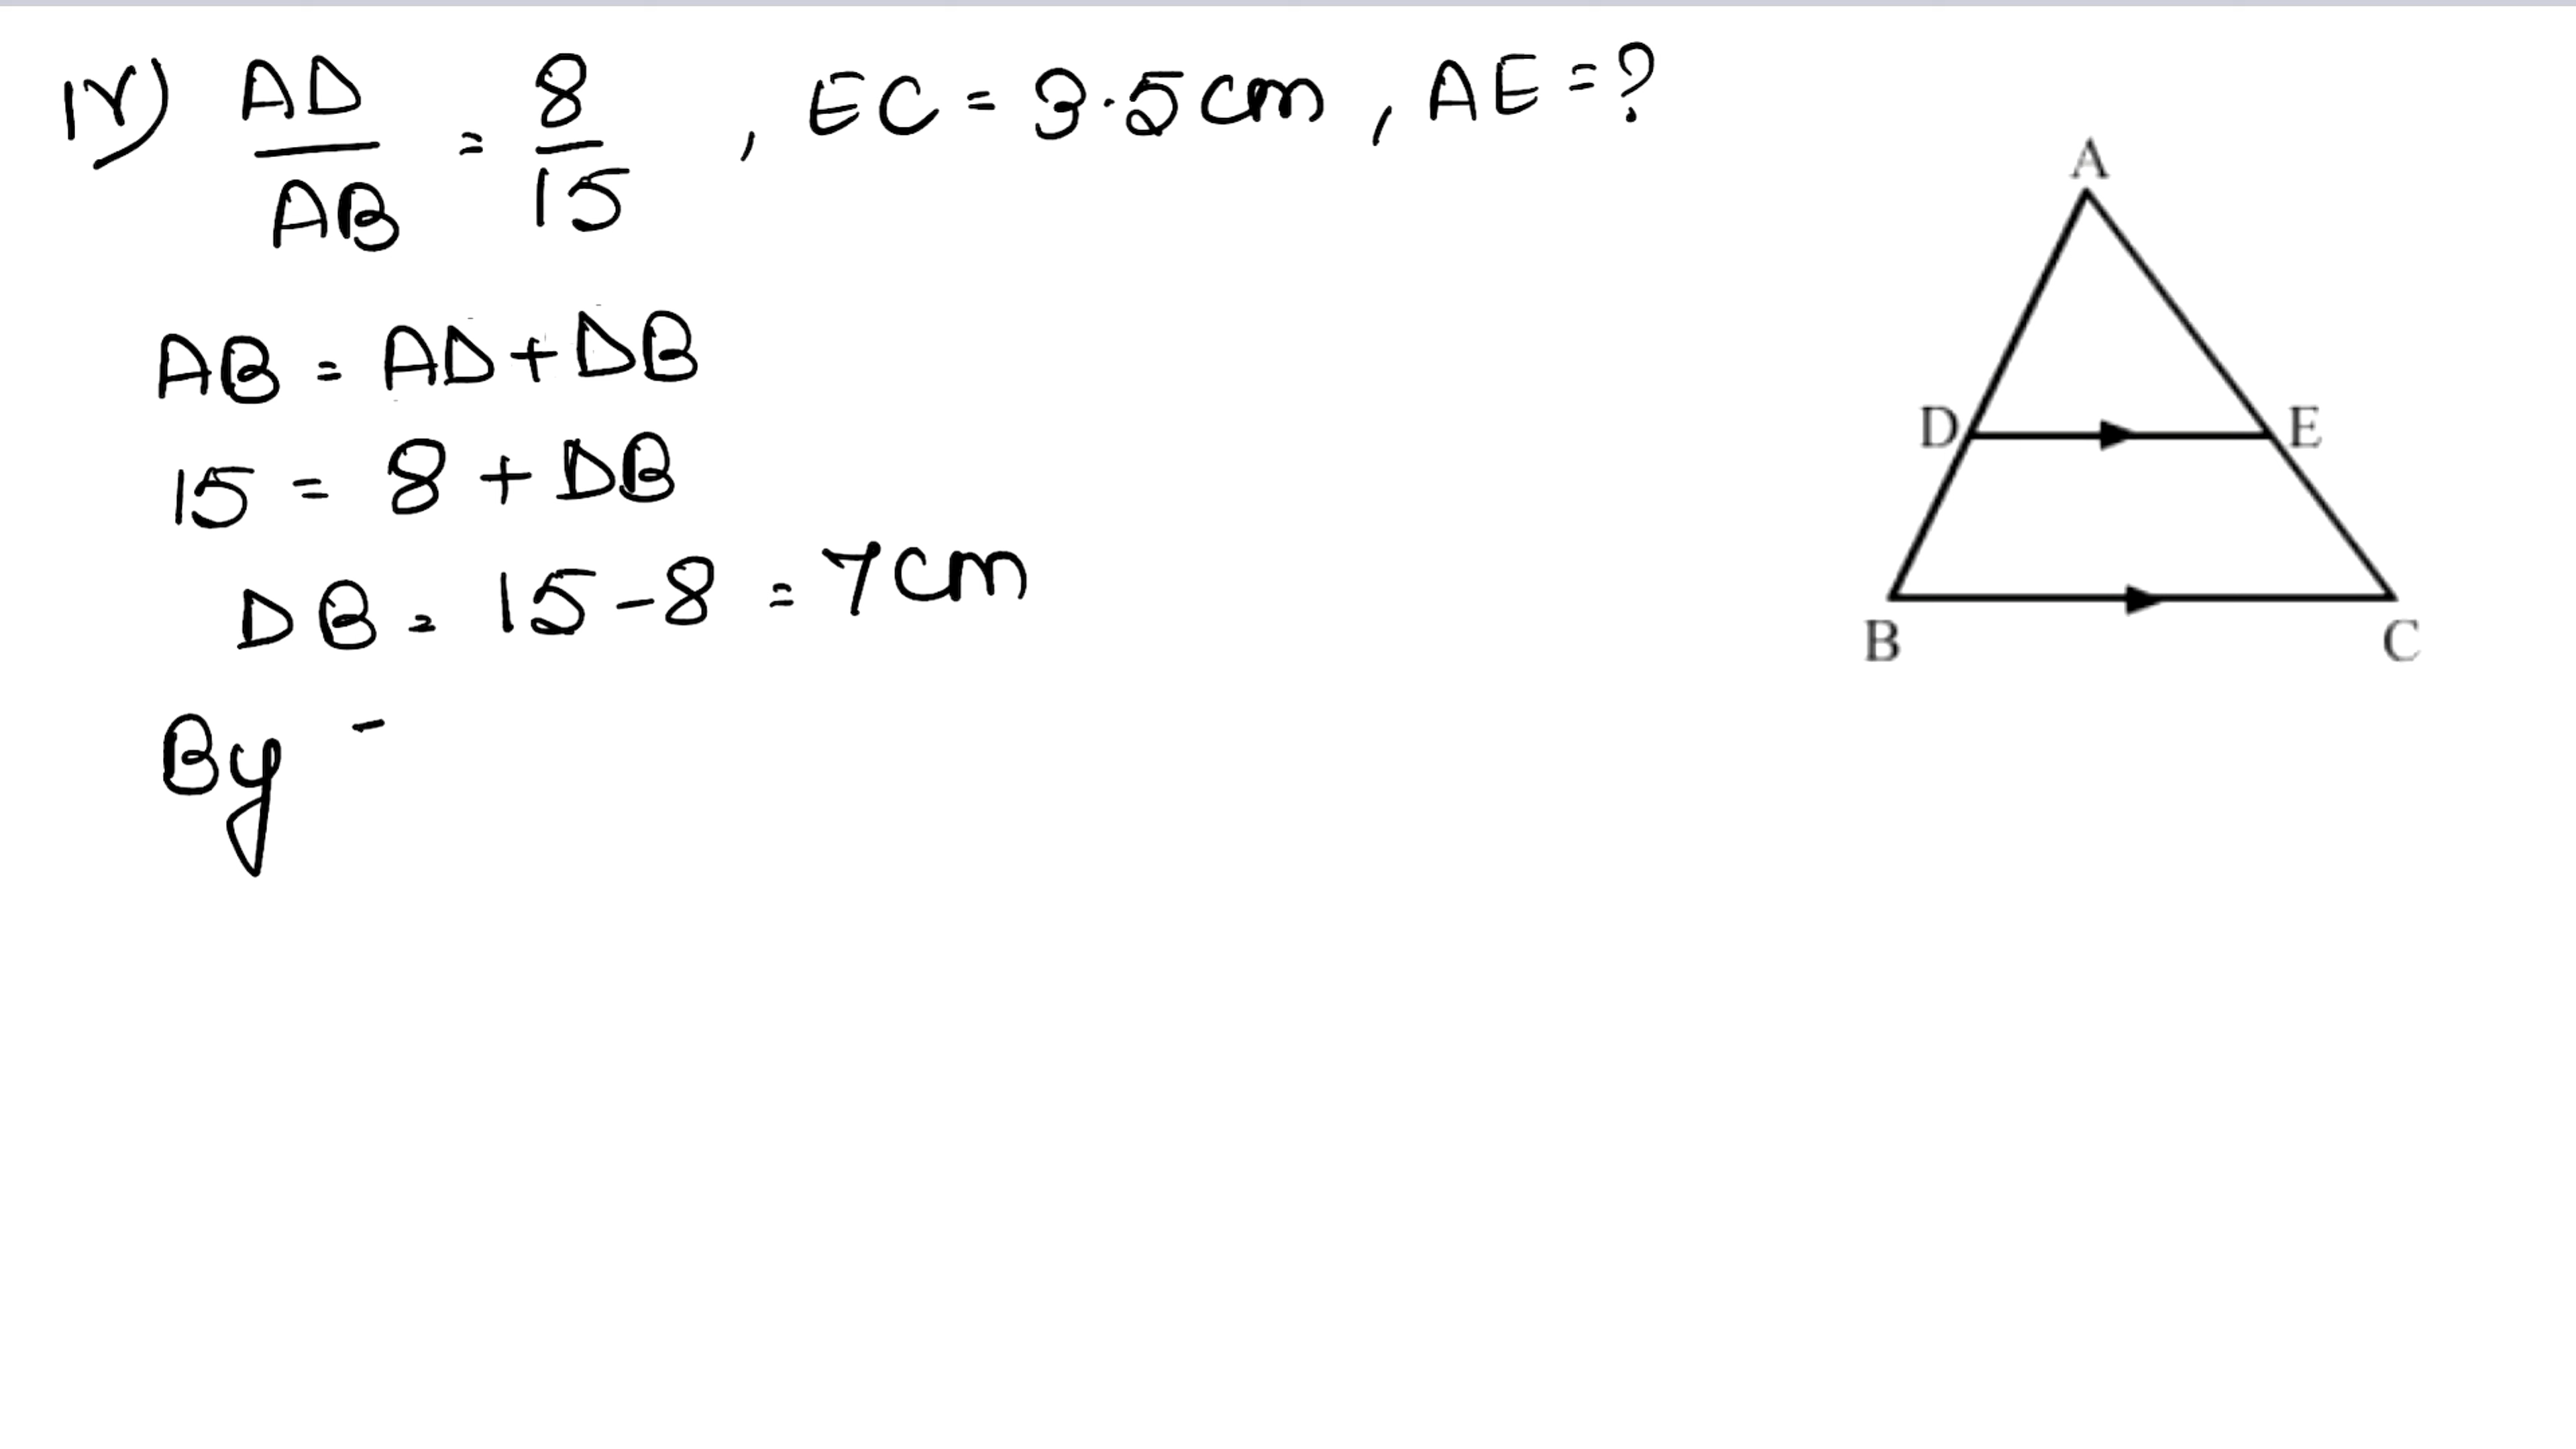 IV) AD/AB = 8/15 , EC = 3.5 cm , AE = ?
AB = AD + DB
15 = 8 + DB
DB = 15 - 8 = 7 cm
By -
A
D E
B C